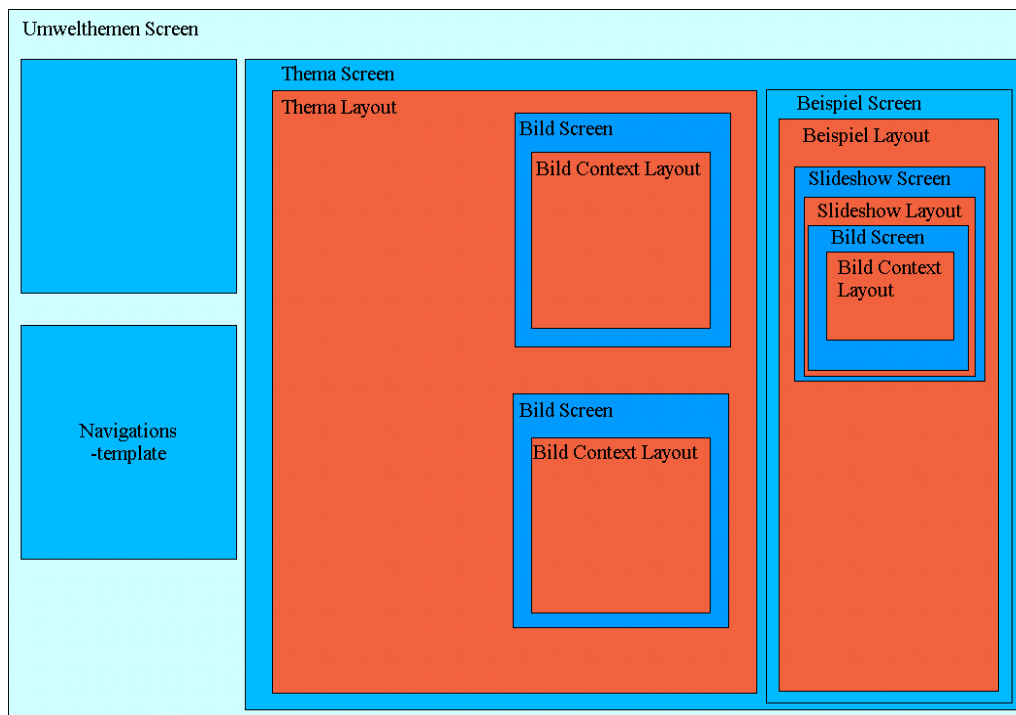 Umwelthemen Screen
Thema Screen
Thema Layout
Bild Screen
Bild Context Layout
Bild Screen
Bild Context Layout
Beispiel Screen
Beispiel Layout
Slideshow Screen
Slideshow Layout
Bild Screen
Bild Context
Layout
Navigations
-template